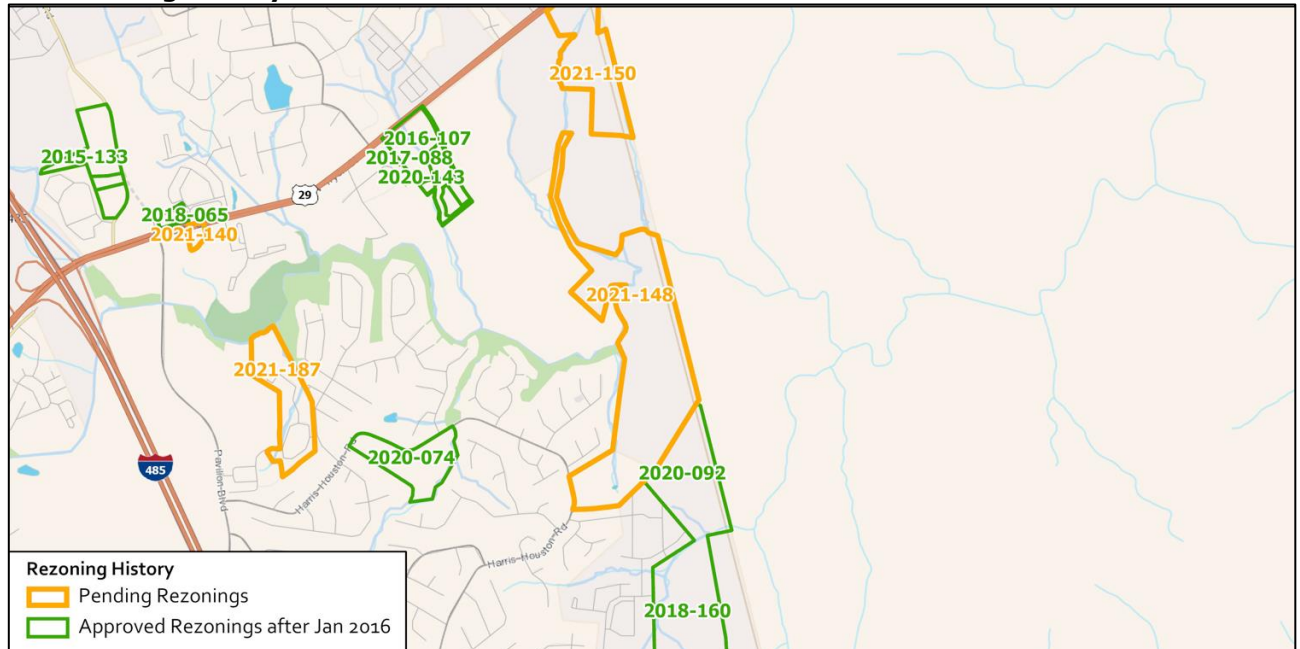 2021-150
2016-107
2015-133
2017-088
2020-143
29
2018-065
2021-140
2021-148
2021-187
2020-074
485
Pavilion-Blvd
Harris-Houston-Rd
2020-092
Harris-Houston-Rd
2018-160
Rezoning History
Pending Rezonings
Approved Rezonings after Jan 2016